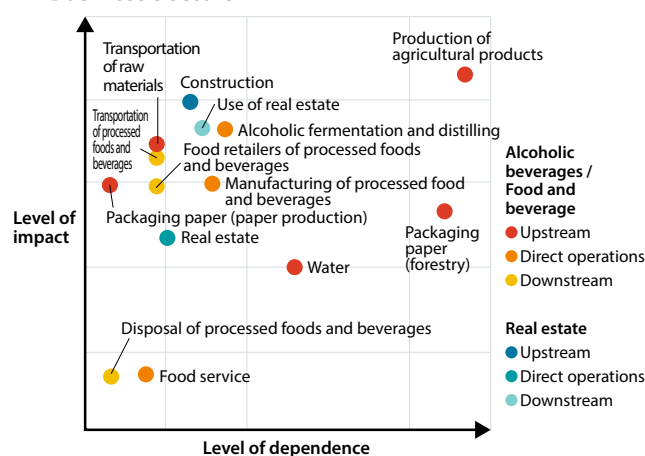 Production of
agricultural products
Transportation
of raw
materials
Construction
Use of real estate
Transportation
of processed
foods and
beverages
Alcoholic fermentation and distilling
Food retailers of processed foods
and beverages
Manufacturing of processed food
and beverages
Packaging paper (paper production)
Level of
impact
Real estate
Packaging
paper
(forestry)
Water
Disposal of processed foods and beverages
Food service
Level of dependence
Alcoholic
beverages /
Food and
beverage
Upstream
Direct operations
Downstream
Real estate
Upstream
Direct operations
Downstream